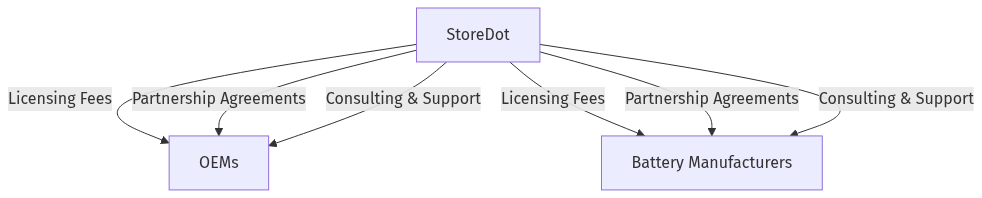 StoreDot
Licensing Fees
Partnership Agreements
Consulting & Support
Licensing Fees
Partnership Agreements
Consulting & Support
OEMs
Battery Manufacturers